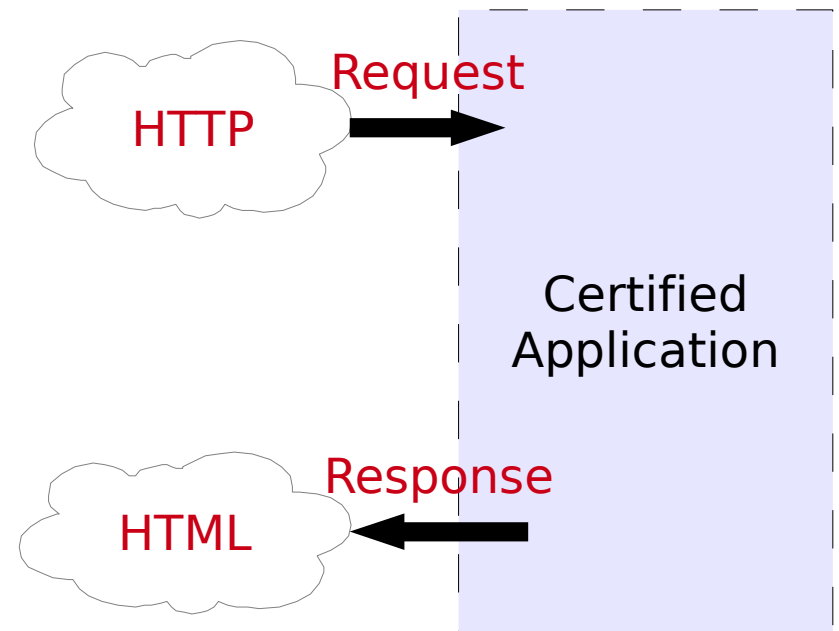 Request
HTTP
Certified
Application
Response
HTML